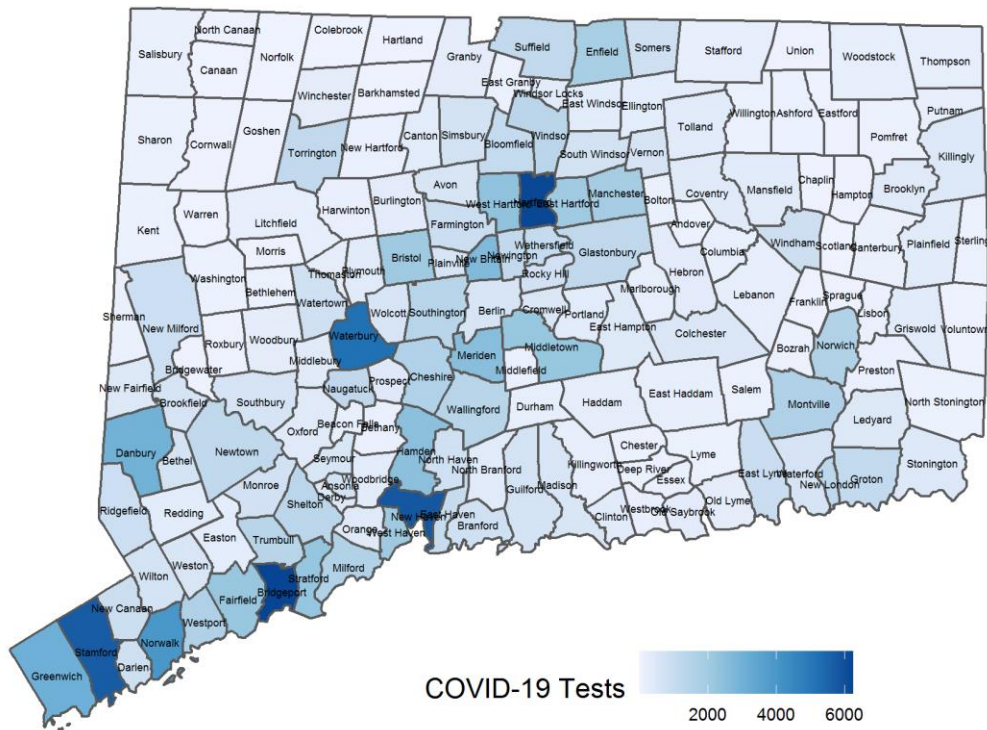 North Canaan
Colebrook
Hartland
Suffield
Enfield
Somers
Stafford
Union
Woodstock
Thompson
Salisbury
Canaan
Norfolk
Granby
East Granby
Windsor Locks
Winchester
Barkhamsted
East Windsor
Ellington
Willington
Ashford
Eastford
Putnam
Pomfret
Sharon
Cornwall
Goshen
Torrington
New Hartford
Canton
Simsbury
Bloomfield
Windsor
South Windsor
Vernon
Tolland
Killingly
Avon
West Hartford
East Hartford
Manchester
Bolton
Coventry
Mansfield
Chaplin
Hampton
Brooklyn
Kent
Warren
Litchfield
Harwinton
Burlington
Farmington
Andover
Columbia
Windham
Scotland
Canterbury
Plainfield
Sterling
Morris
Bristol
Plainville
New Britain
Newington
Wethersfield
Rocky Hill
Glastonbury
Hebron
Washington
Bethlehem
Thomaston
Plymouth
Marlborough
Lebanon
Franklin
Sprague
Lisbon
Griswold
Voluntown
Sherman
New Milford
Watertown
Wolcott
Southington
Berlin
Cromwell
Portland
East Hampton
Colchester
Roxbury
Woodbury
Waterbury
Middlebury
Meriden
Middletown
Middlefield
Bozrah
Norwich
Preston
Bridgewater
New Fairfield
Brookfield
Southbury
Naugatuck
Prospect
Cheshire
Wallingford
Durham
Haddam
East Haddam
Salem
Montville
Ledyard
North Stonington
Danbury
Bethel
Newtown
Oxford
Beacon Falls
Bethany
Hamden
North Haven
Seymour
Woodbridge
Ansonia
Derby
North Branford
Guilford
Madison
Killingworth
Chester
Deep River
Essex
Lyme
East Lyme
Waterford
New London
Groton
Stonington
Ridgefield
Redding
Monroe
Shelton
Orange
New Haven
East Haven
West Haven
Branford
Clinton
Westbrook
Old Saybrook
Old Lyme
Easton
Trumbull
Milford
Stratford
Wilton
Weston
Bridgeport
Fairfield
New Canaan
Westport
Norwalk
Stamford
Darien
Greenwich
COVID-19 Tests
2000 4000 6000